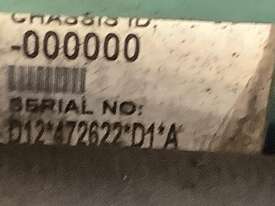 CHASSIS ID:
-000000
SERIAL NO:
D12*472622*D1*A